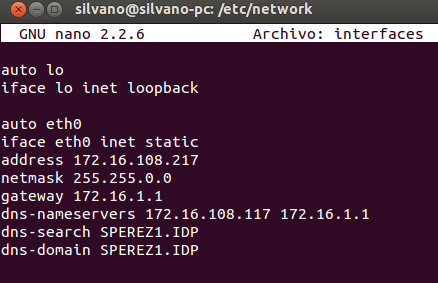 silvano@silvano-pc: /etc/network
GNU nano 2.2.6 Archivo: interfaces
auto lo
iface lo inet loopback
auto eth0
iface eth0 inet static
address 172.16.108.217
netmask 255.255.0.0
gateway 172.16.1.1
dns-nameservers 172.16.108.117 172.16.1.1
dns-search SPEREZ1.IDP
dns-domain SPEREZ1.IDP